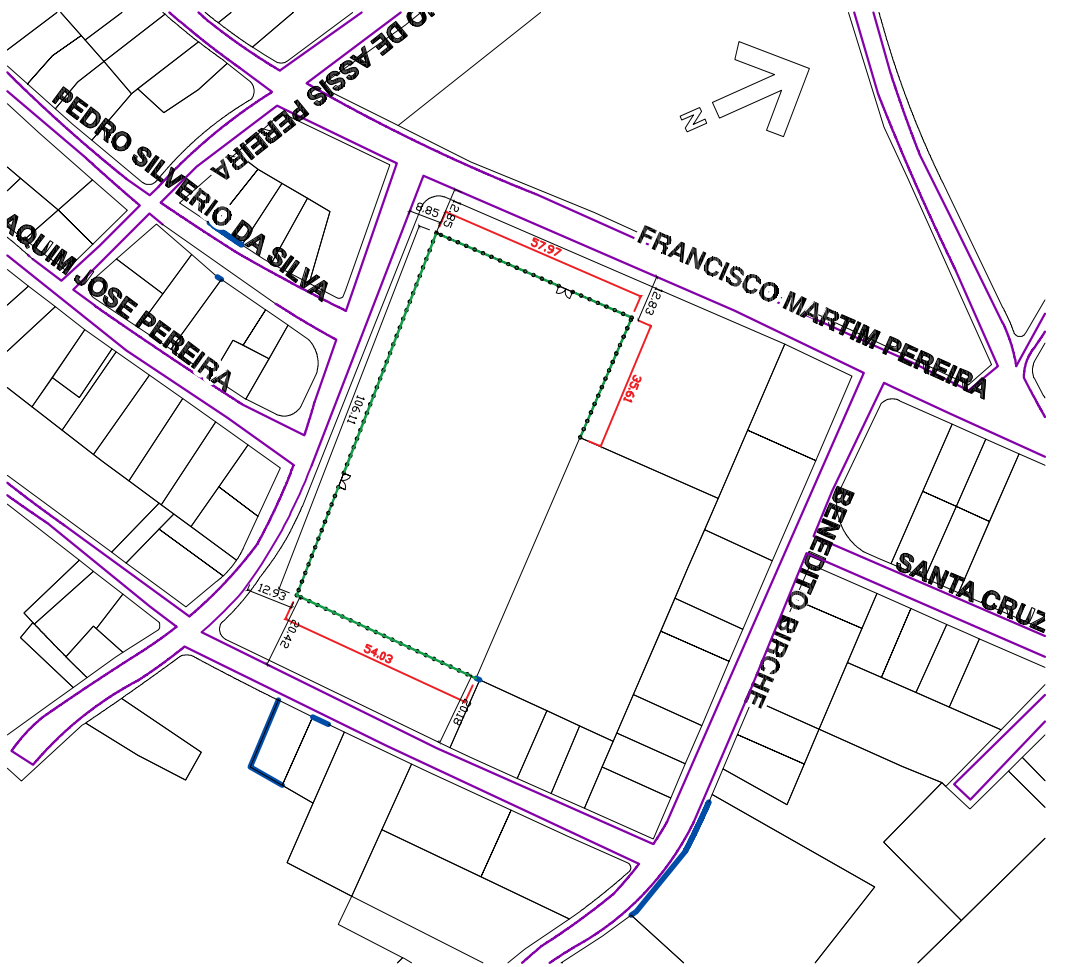 O DE ASSIS PEREIRA
PEDRO SILVERIO DA SILVA
AQUIM JOSE PEREIRA
N
8.85
2.85
57.97
FRANCISCO MARTIM PEREIRA
2.83
35.61
106.11
BENEDITO BIRCHE
SANTA CRUZ
12.93
20.42
54.03
20.18